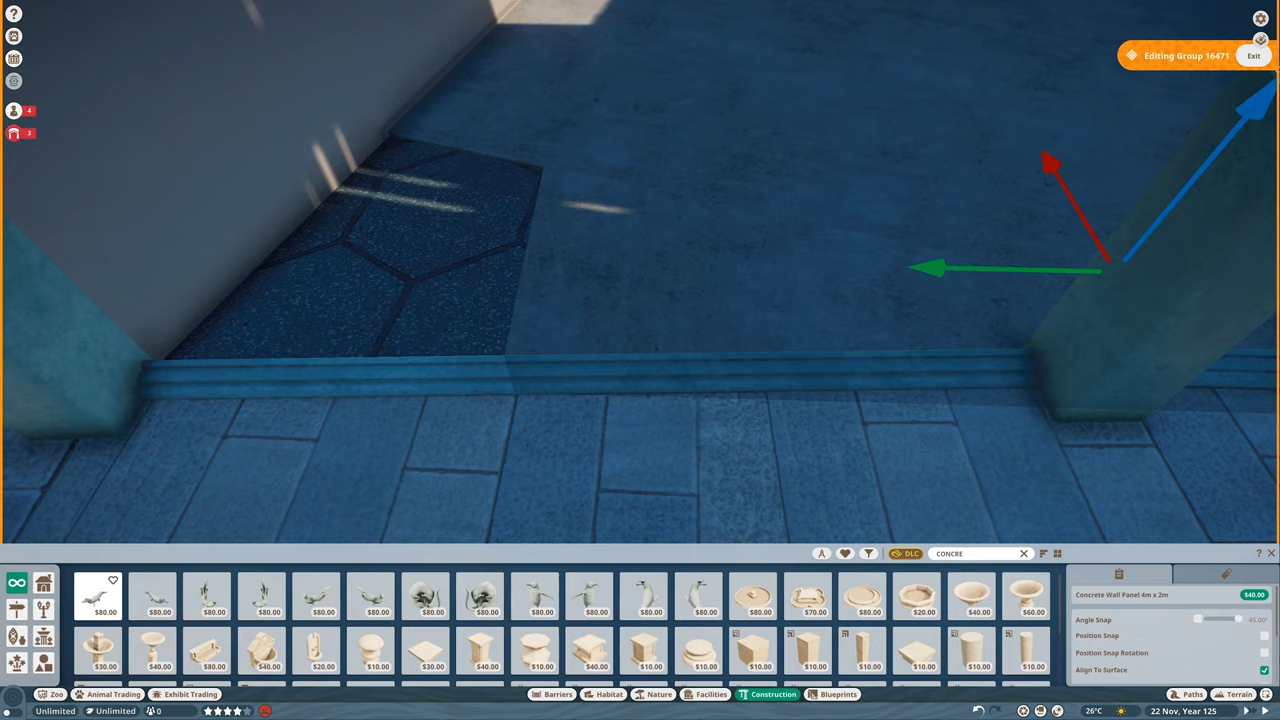 ?
Editing Group 16471
Exit
4
3
DLC
CONCRE
?
$80.00
$80.00
$80.00
$80.00
$80.00
$80.00
$80.00
$80.00
$80.00
$80.00
$80.00
$80.00
$80.00
$70.00
$80.00
$20.00
$40.00
$60.00
$30.00
$40.00
$80.00
$40.00
$20.00
$10.00
$30.00
$40.00
$10.00
$40.00
$10.00
$10.00
$10.00
$10.00
$10.00
$10.00
$10.00
$10.00
Concrete Wall Panel 4m x 2m
$40.00
Angle Snap
45.00°
Position Snap
Position Snap Rotation
Align To Surface
Zoo
Animal Trading
Exhibit Trading
Barriers
Habitat
Nature
Facilities
Construction
Blueprints
Paths
Terrain
Unlimited
Unlimited
0
26°C
22 Nov, Year 125